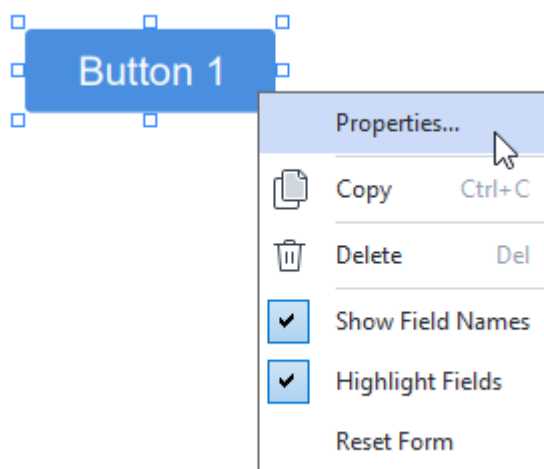 Button 1
Properties...
Copy Ctrl+C
Delete Del
Show Field Names
Highlight Fields
Reset Form